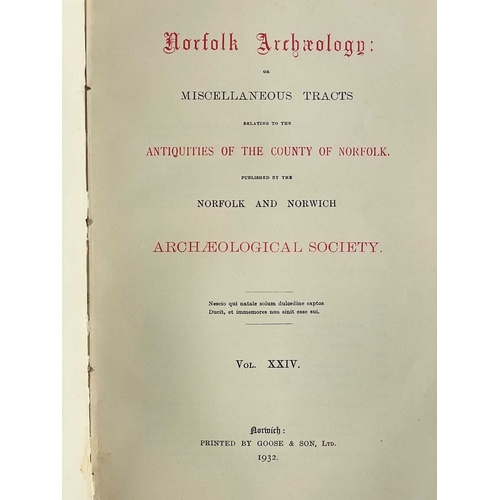 Norfolk Archæology:
OR
MISCELLANEOUS TRACTS
RELATING TO THE
ANTIQUITIES OF THE COUNTY OF NORFOLK.
PUBLISHED BY THE
NORFOLK AND NORWICH
ARCHÆOLOGICAL SOCIETY.
Nescio qui natale solum dulcedine captos
Ducit, et immemores non sinit esse sui.
VOL. XXIV.
Norwich:
PRINTED BY GOOSE & SON, LTD.
1932.